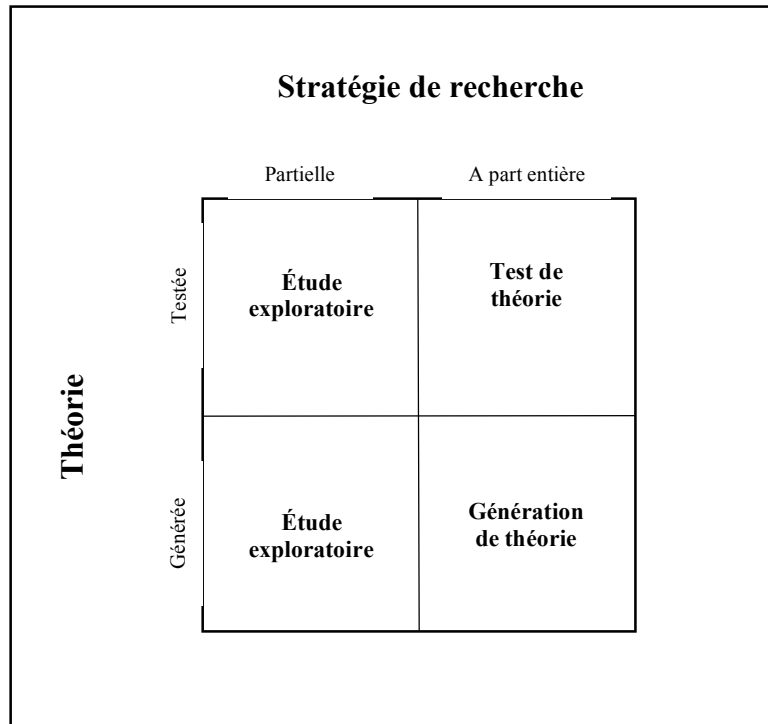 Stratégie de recherche
Partielle
A part entière
Testée
Étude
exploratoire
Test de
théorie
Théorie
Générée
Étude
exploratoire
Génération
de théorie